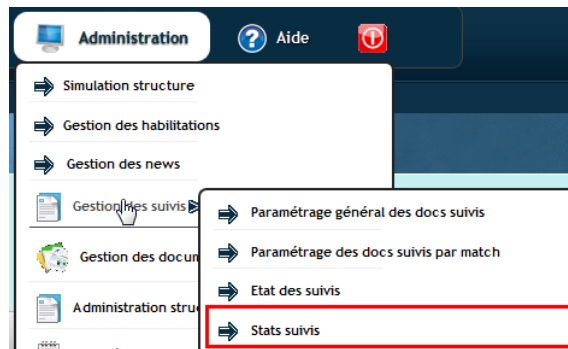 Administration
Aide
Simulation structure
Gestion des habilitations
Gestion des news
Gestion des suivis
Paramétrage général des docs suivis
Gestion des docum
Paramétrage des docs suivis par match
Etat des suivis
Administration stru
Stats suivis